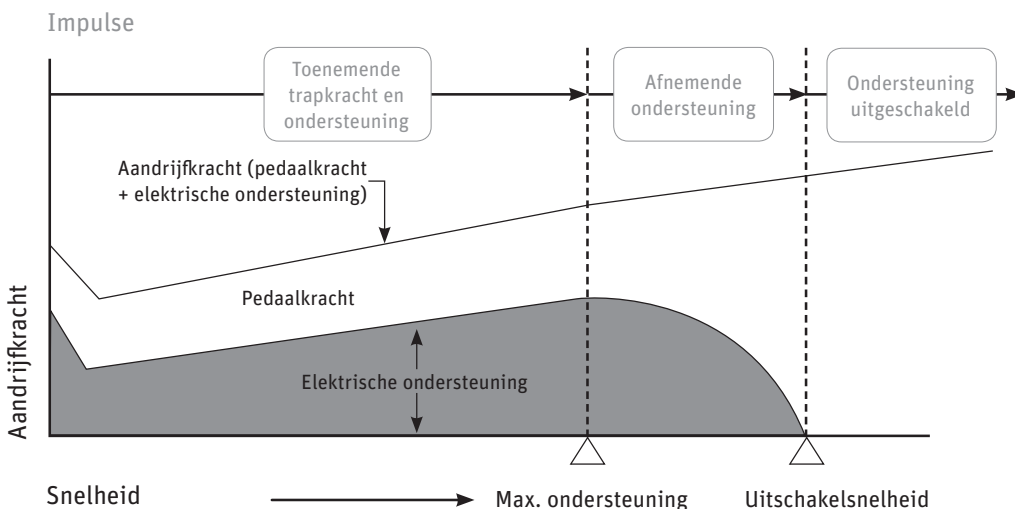 Impulse
Toenemende
trapkracht en
ondersteuning
Afnemende
ondersteuning
Ondersteuning
uitgeschakeld
Aandrijfkracht (pedaalkracht
+ elektrische ondersteuning)
Pedaalkracht
Elektrische ondersteuning
Aandrijfkracht
Snelheid
Max. ondersteuning
Uitschakelsnelheid